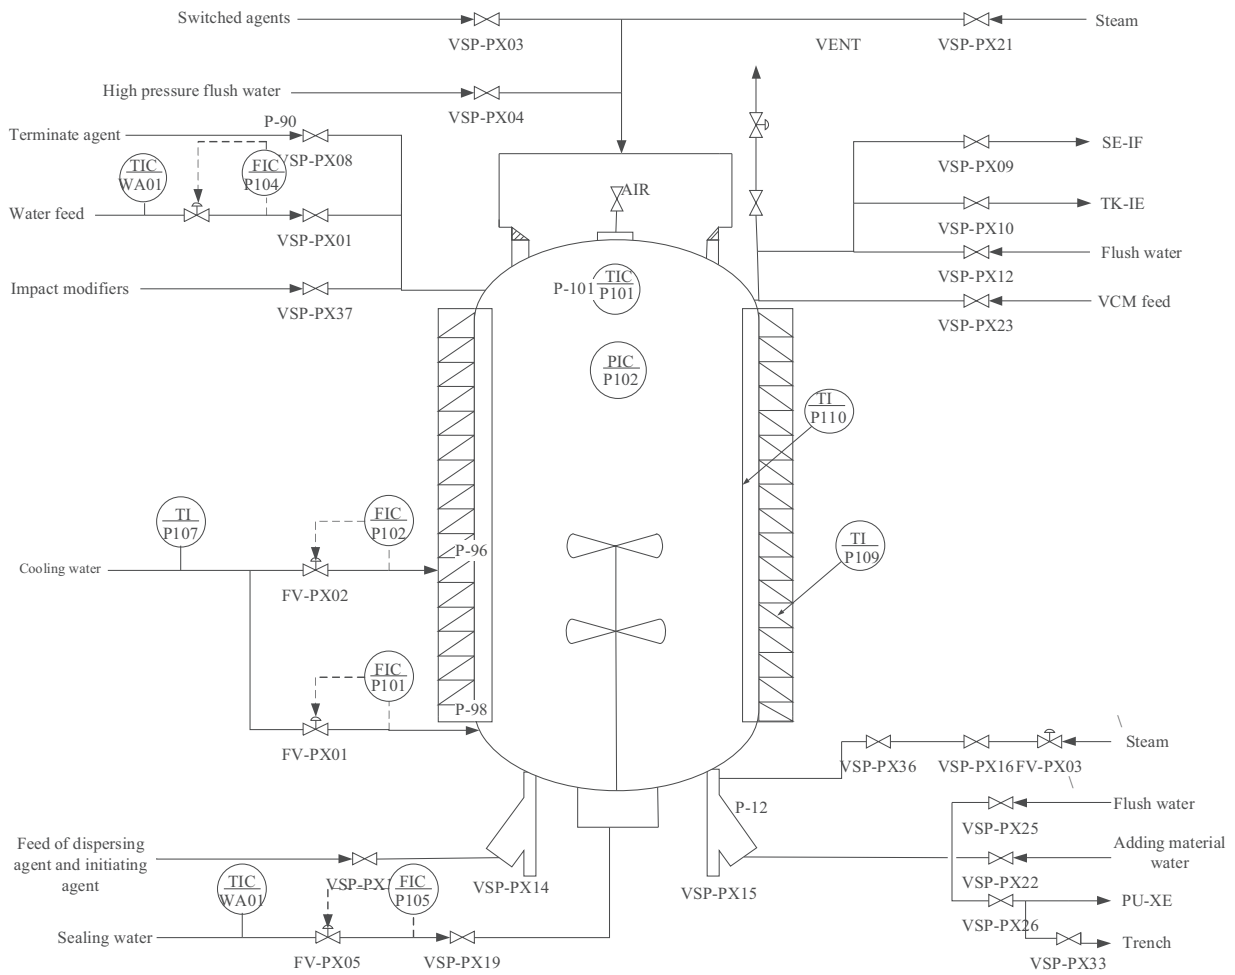 Switched agents
VSP-PX03
VENT
VSP-PX21
Steam
High pressure flush water
VSP-PX04
P-90
Terminate agent
VSP-PX08
TIC
WA01
FIC
P104
Water feed
VSP-PX01
Impact modifiers
VSP-PX37
AIR
VSP-PX09
SE-IF
VSP-PX10
TK-IE
VSP-PX12
Flush water
VSP-PX23
VCM feed
P-101
TIC
P101
PIC
P102
TI
P110
TI
P107
FIC
P102
P-96
TI
P109
Cooling water
FV-PX02
FIC
P101
P-98
FV-PX01
VSP-PX36
VSP-PX16
FV-PX03
Steam
P-12
VSP-PX25
Flush water
Feed of dispersing
agent and initiating
agent
VSP-PX14
VSP-PX15
VSP-PX22
Adding material
water
TIC
WA01
FIC
P105
VSP-PX26
PU-XE
Sealing water
FV-PX05
VSP-PX19
VSP-PX33
Trench